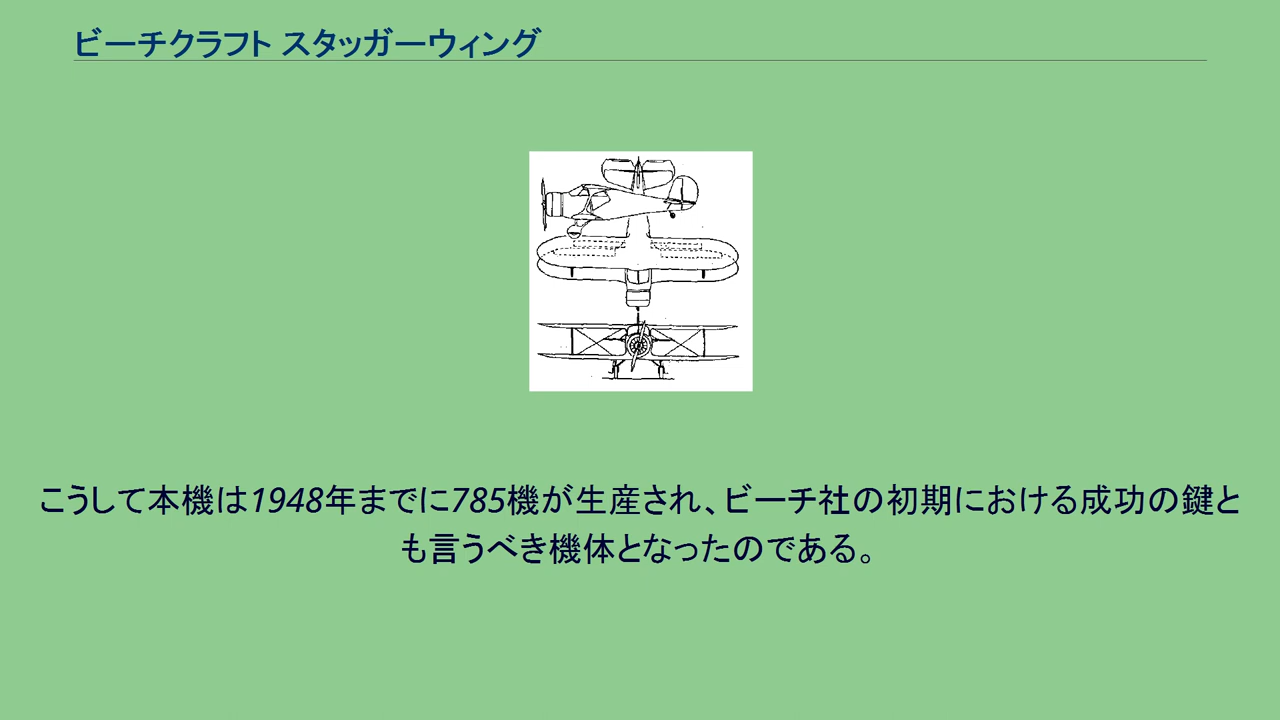 ビーチクラフト スタッガーウィング
こうして本機は1948年までに785機が生産され、ビーチ社の初期における成功の鍵と
も言うべき機体となったのである。